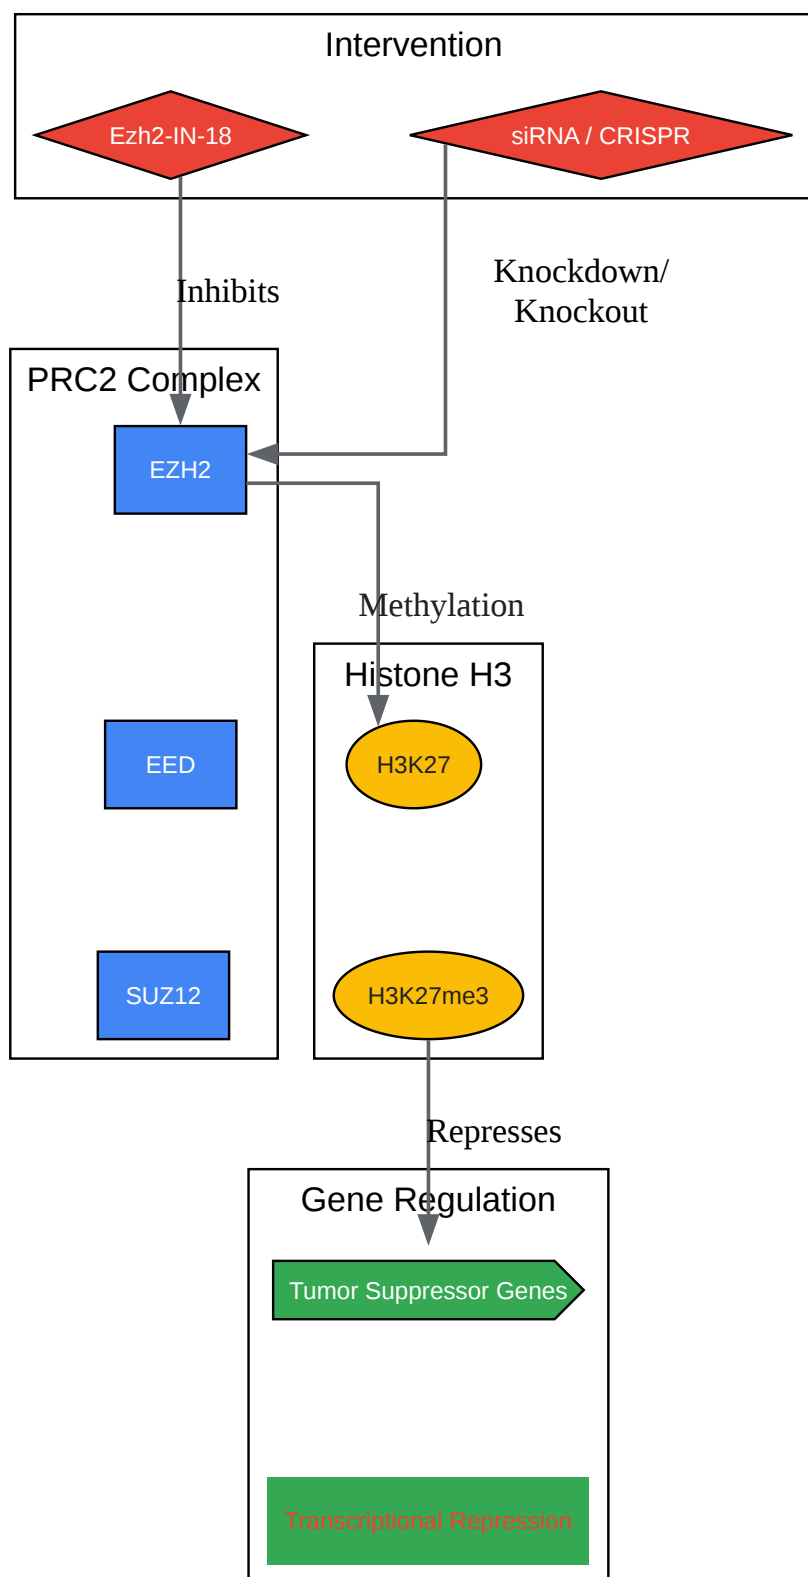 Intervention
Ezh2-IN-18
siRNA / CRISPR
Inhibits
Knockdown/
Knockout
PRC2 Complex
EZH2
Methylation
Histone H3
EED
H3K27
SUZ12
H3K27me3
Represses
Gene Regulation
Tumor Suppressor Genes
Transcriptional Repression